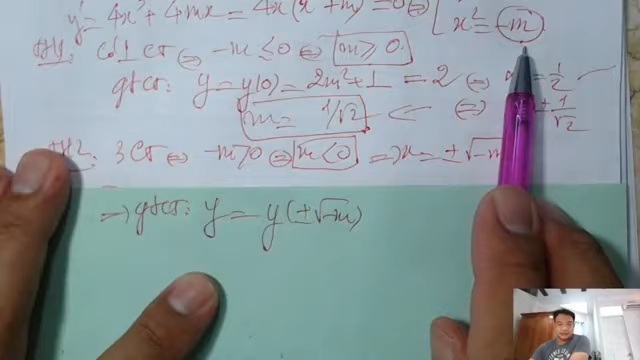 y' = 4x³ + 4mx = 4x(x² + m) = 0 ⇔ [ x² = -m
TH1: Có 1 CT ⇔ -m ≤ 0 ⇔ m ≥ 0.
gtct: y = y(0) = 2m² + 1 = 2 ⇔ = 1/2
m = 1/√2 ← ⇔ ± 1/√2
TH2: 3 CT ⇔ -m > 0 ⇔ m < 0 ⇒ x = ±√-m
⇒ gtct: y = y(±√-m)